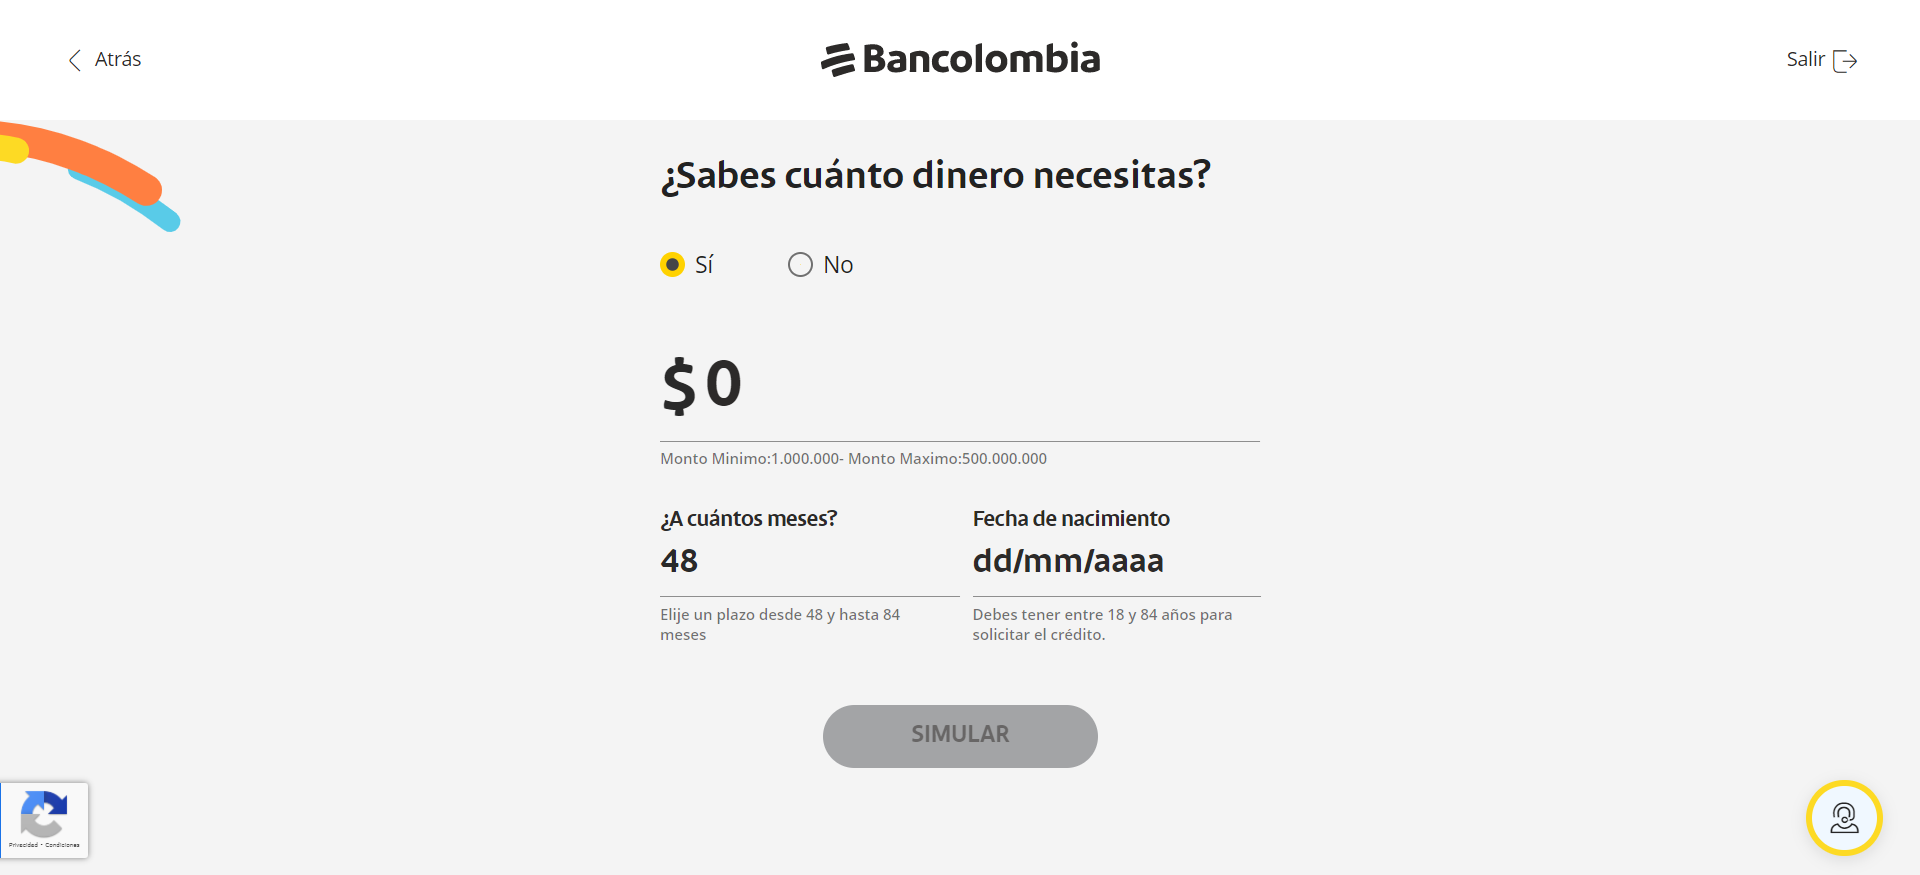 Atrás
Bancolombia
Salir
¿Sabes cuánto dinero necesitas?
Sí
No
$ 0
Monto Minimo:1.000.000- Monto Maximo:500.000.000
¿A cuántos meses?
Fecha de nacimiento
48
dd/mm/aaaa
Elije un plazo desde 48 y hasta 84
meses
Debes tener entre 18 y 84 años para
solicitar el crédito.
SIMULAR
Privacidad - Condiciones